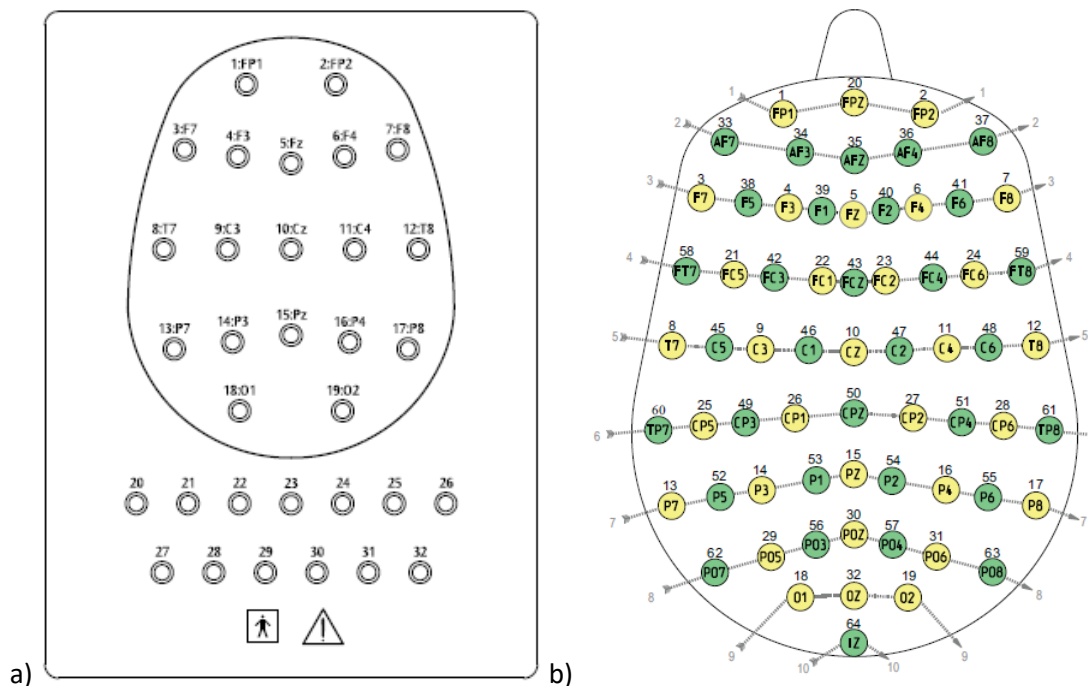 1:FP1 2:FP2
3:F7 4:F3 5:Fz 6:F4 7:F8
8:T7 9:C3 10:Cz 11:C4 12:T8
13:P7 14:P3 15:Pz 16:P4 17:P8
18:O1 19:O2
20 21 22 23 24 25 26
27 28 29 30 31 32
a)
1 20 2
1 FP1 FPZ FP2 1
33 34 35 36 37
2 AF7 AF3 AFZ AF4 AF8 2
3 38 4 39 5 40 6 41 7
3 F7 F5 F3 F1 FZ F2 F4 F6 F8 3
58 21 42 22 43 23 44 24 59
4 FT7 FC5 FC3 FC1 FCZ FC2 FC4 FC6 FT8 4
8 45 9 46 10 47 11 48 12
5 T7 C5 C3 C1 CZ C2 C4 C6 T8 5
60 25 49 26 50 27 51 28 61
6 TP7 CP5 CP3 CP1 CPZ CP2 CP4 CP6 TP8
13 52 14 53 15 54 16 55 17
7 P7 P5 P3 P1 PZ P2 P4 P6 P8 7
62 29 56 30 57 31 63
8 PO7 PO5 PO3 POZ PO4 PO6 PO8 8
18 32 19
O1 OZ O2
9 64 9
IZ
10 10
b)